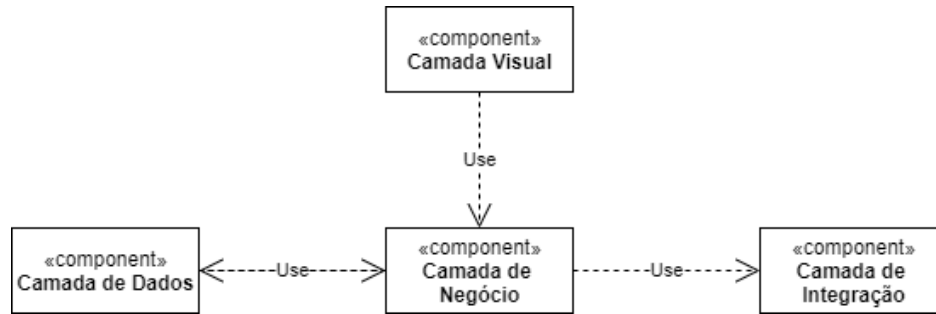 «component»
Camada Visual
Use
«component»
Camada de Dados
Use
«component»
Camada de
Negócio
Use
«component»
Camada de
Integração